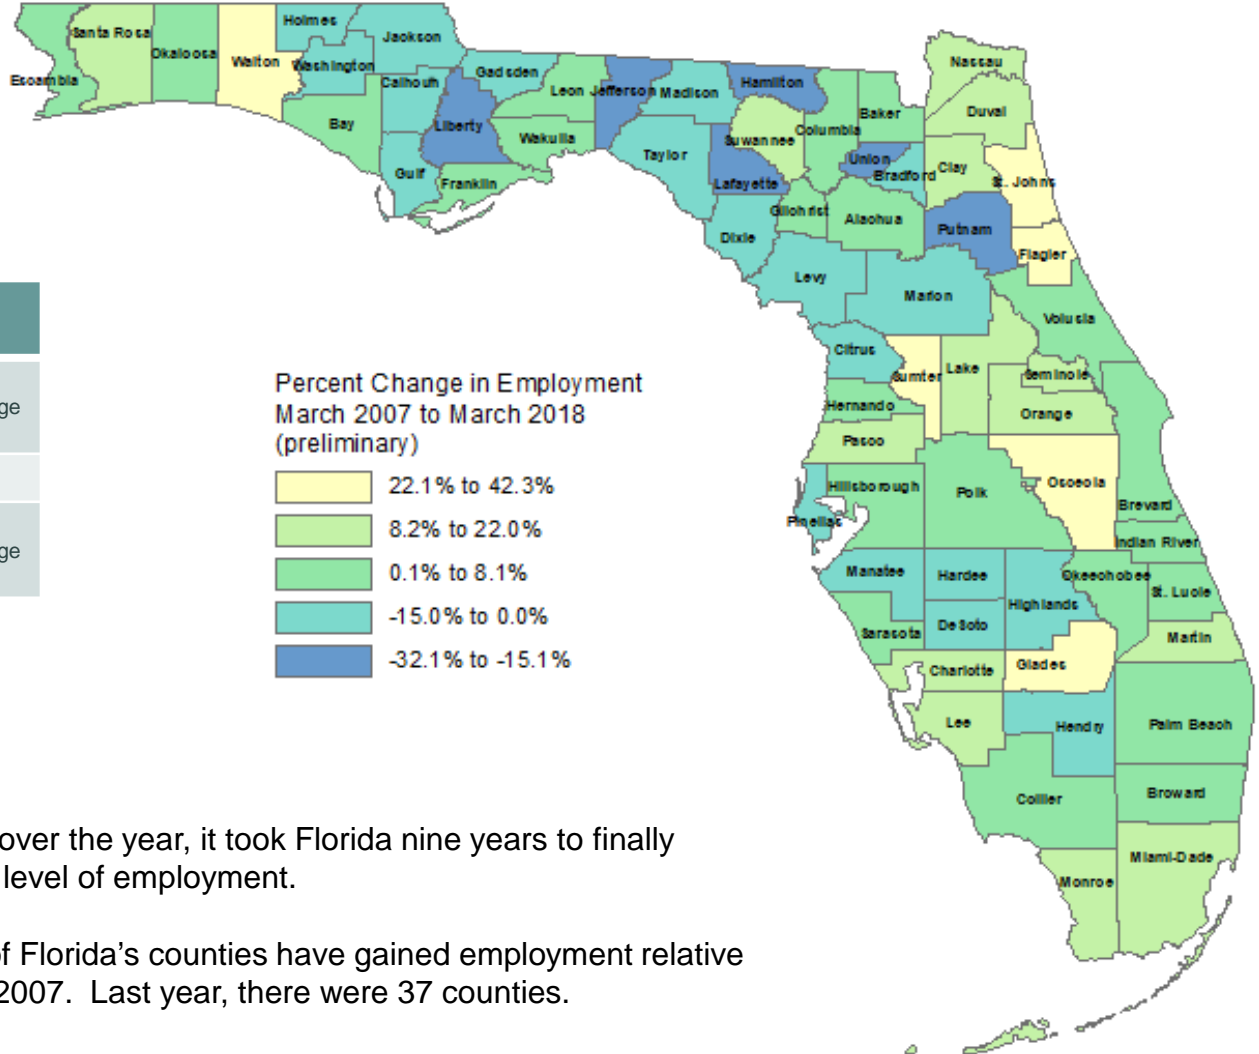 Holmes
Jackson
Santa Rosa
Okaloosa
Walton
Washington
Escambia
Calhoun
Gadsden
Leon
Jefferson
Madison
Hamilton
Nassau
Bay
Liberty
Wakulla
Taylor
Suwannee
Columbia
Baker
Duval
Gulf
Franklin
Lafayette
Union
Bradford
Clay
St. Johns
Dixie
Gilchrist
Alachua
Putnam
Flagler
Levy
Marion
Volusia
Citrus
Sumter
Lake
Seminole
Hernando
Orange
Pasco
Hillsborough
Polk
Osceola
Brevard
Pinellas
Indian River
Manatee
Hardee
Highlands
Okeechobee
St. Lucie
Sarasota
DeSoto
Martin
Charlotte
Glades
Lee
Hendry
Palm Beach
Collier
Broward
Monroe
Miami-Dade
ge
ge
Percent Change in Employment
March 2007 to March 2018
(preliminary)
22.1% to 42.3%
8.2% to 22.0%
0.1% to 8.1%
-15.0% to 0.0%
-32.1% to -15.1%
over the year, it took Florida nine years to finally
level of employment.
of Florida’s counties have gained employment relative
2007. Last year, there were 37 counties.